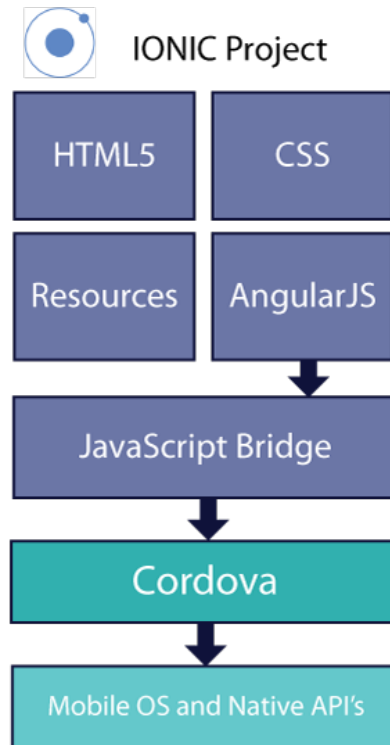 IONIC Project
HTML5
CSS
Resources
AngularJS
JavaScript Bridge
Cordova
Mobile OS and Native API's